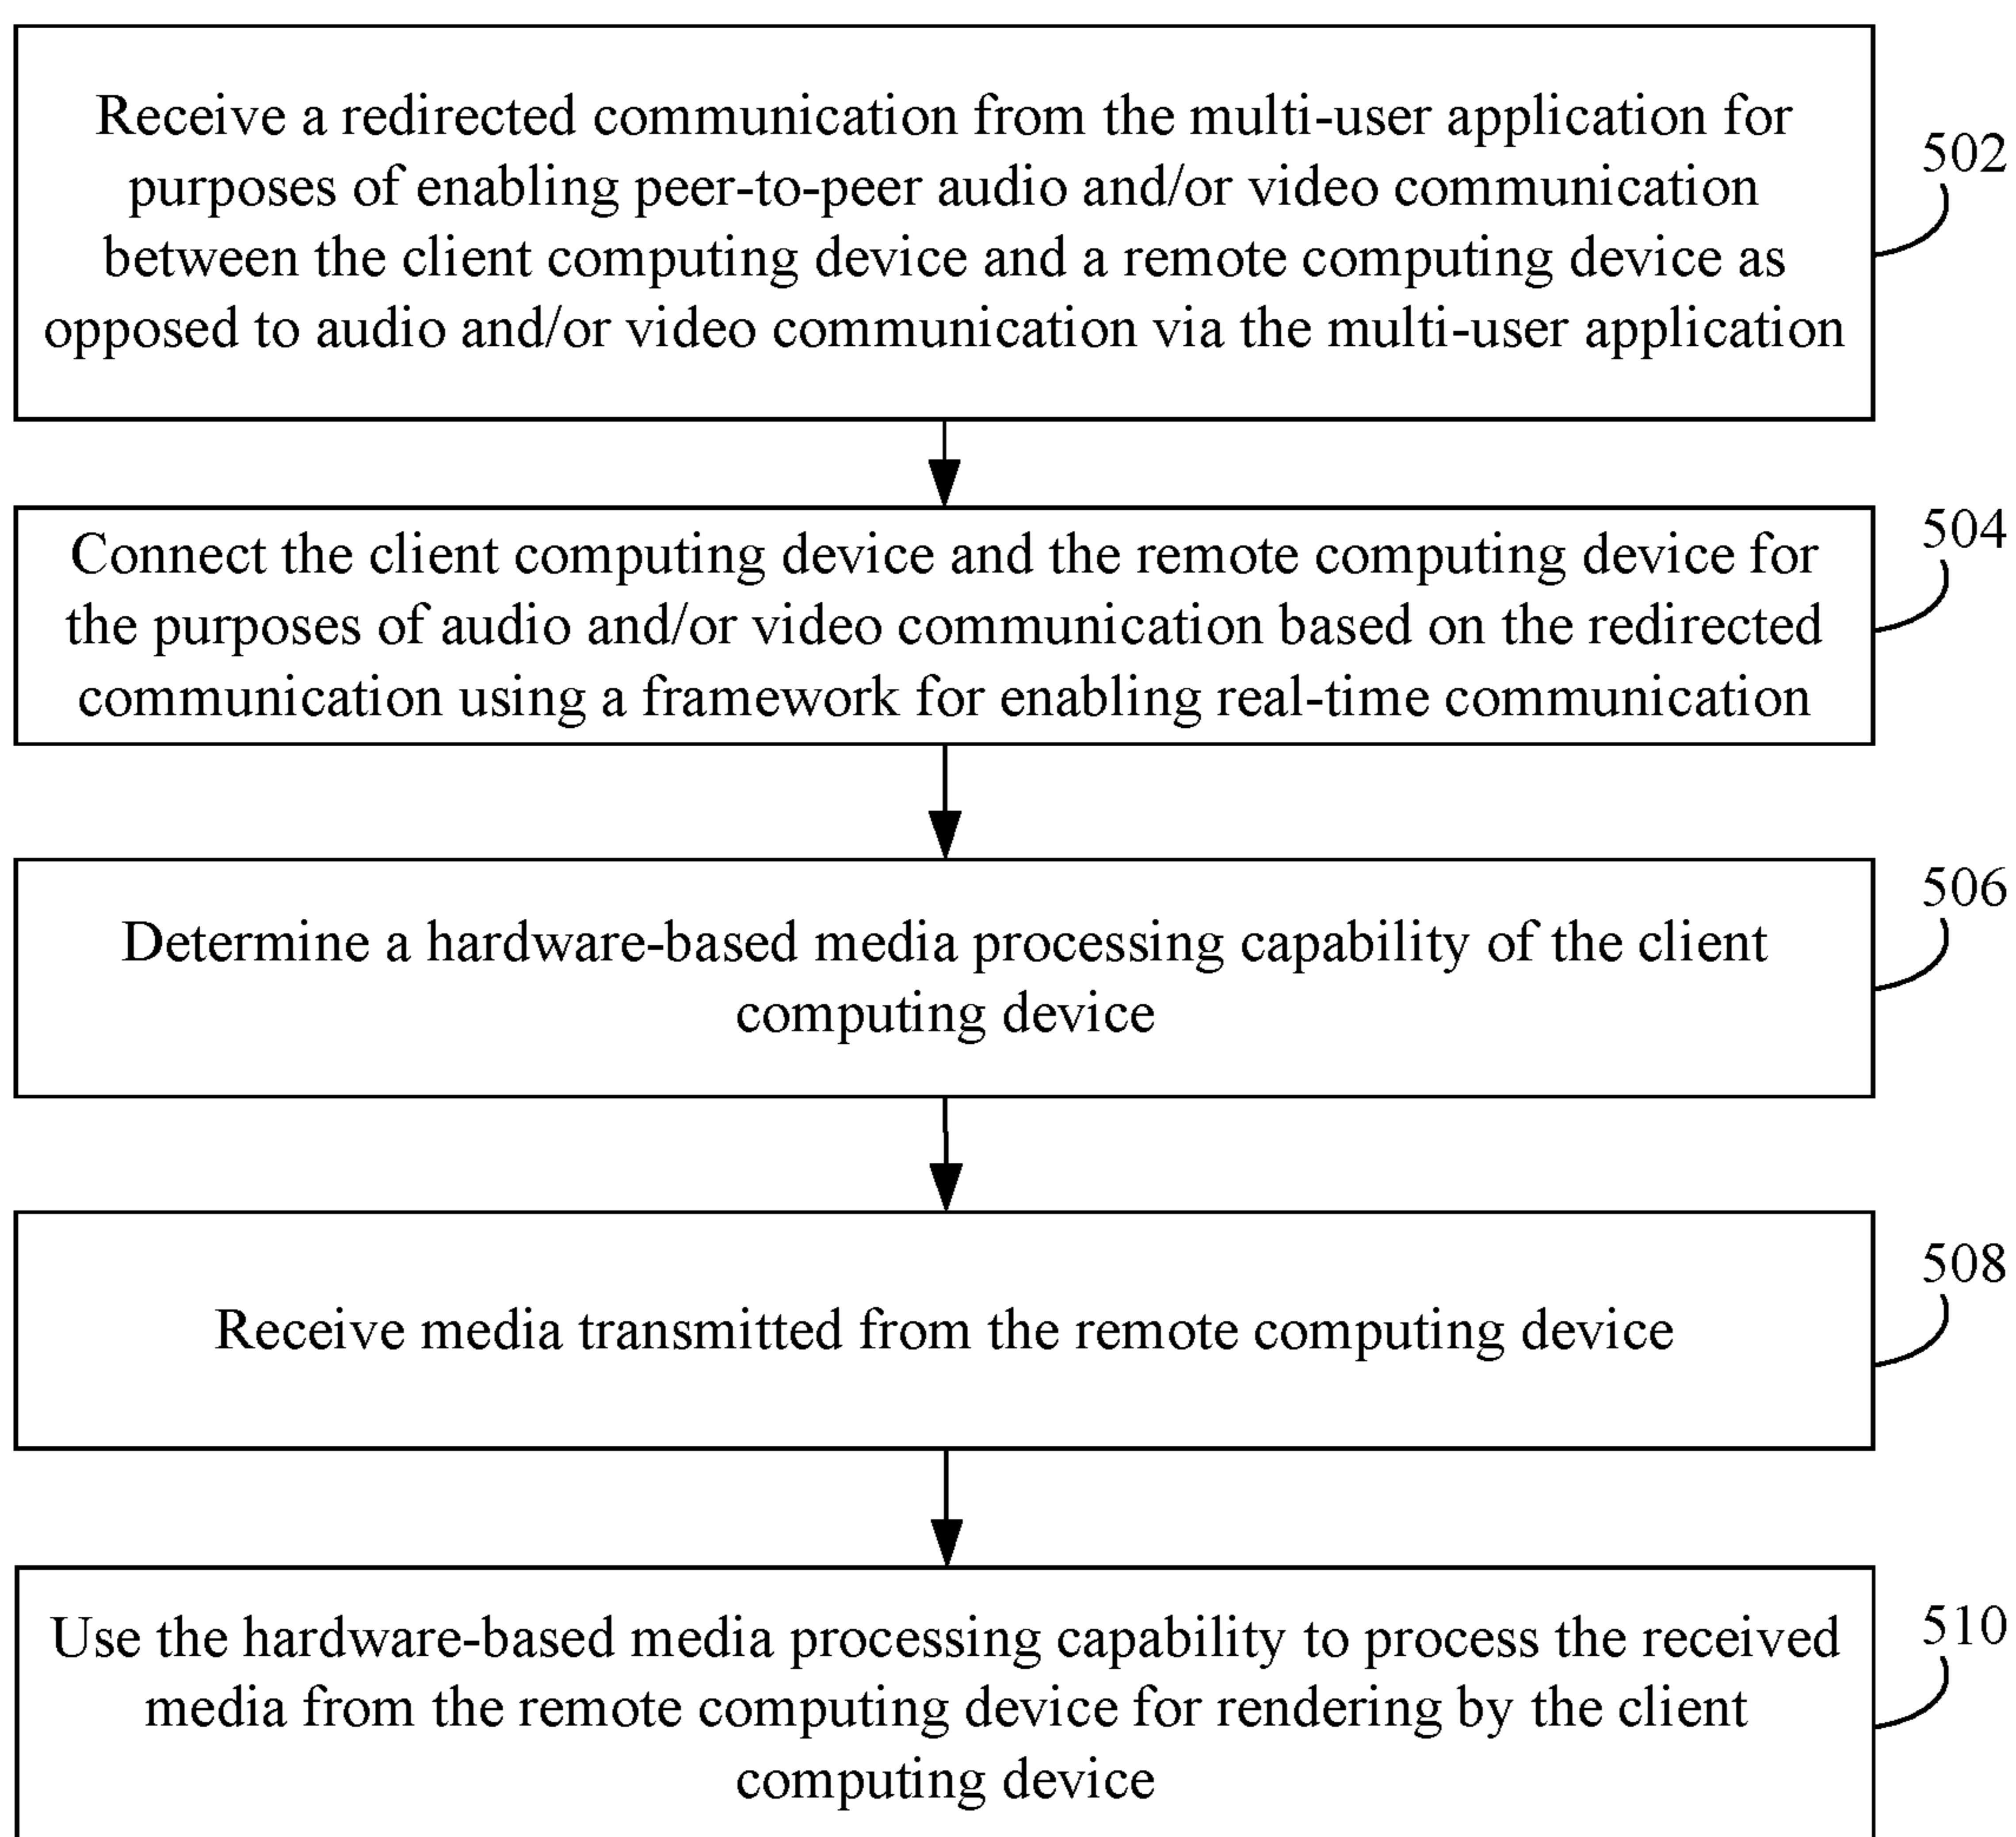 Receive a redirected communication from the multi-user application for
purposes of enabling peer-to-peer audio and/or video communication
between the client computing device and a remote computing device as
opposed to audio and/or video communication via the multi-user application
502
Connect the client computing device and the remote computing device for
the purposes of audio and/or video communication based on the redirected
communication using a framework for enabling real-time communication
504
Determine a hardware-based media processing capability of the client
computing device
506
Receive media transmitted from the remote computing device
508
Use the hardware-based media processing capability to process the received
media from the remote computing device for rendering by the client
computing device
510